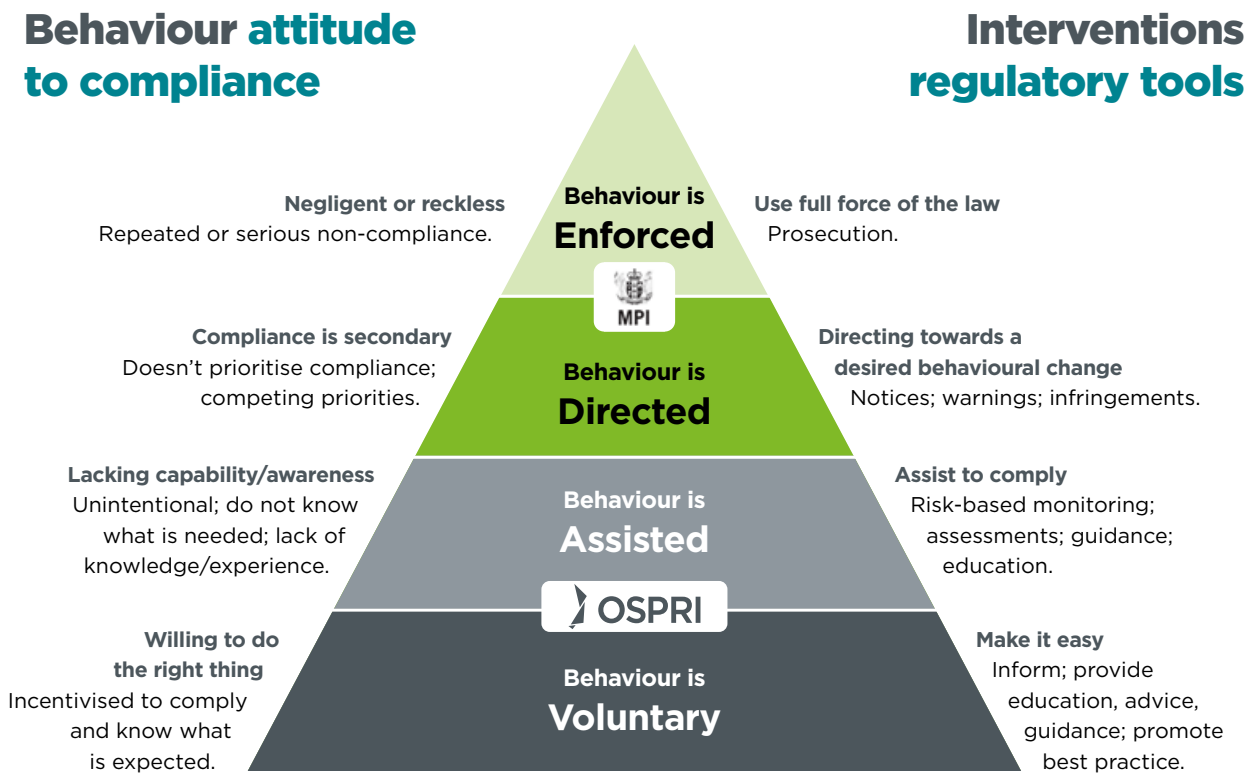 Behaviour attitude
to compliance
Interventions
regulatory tools
Negligent or reckless
Repeated or serious non-compliance.
Behaviour is
Enforced
Use full force of the law
Prosecution.
MPI
Compliance is secondary
Doesn't prioritise compliance;
competing priorities.
Behaviour is
Directed
Directing towards a
desired behavioural change
Notices; warnings; infringements.
Lacking capability/awareness
Unintentional; do not know
what is needed; lack of
knowledge/experience.
Behaviour is
Assisted
Assist to comply
Risk-based monitoring;
assessments; guidance;
education.
OSPRI
Willing to do
the right thing
Incentivised to comply
and know what
is expected.
Behaviour is
Voluntary
Make it easy
Inform; provide
education, advice,
guidance; promote
best practice.